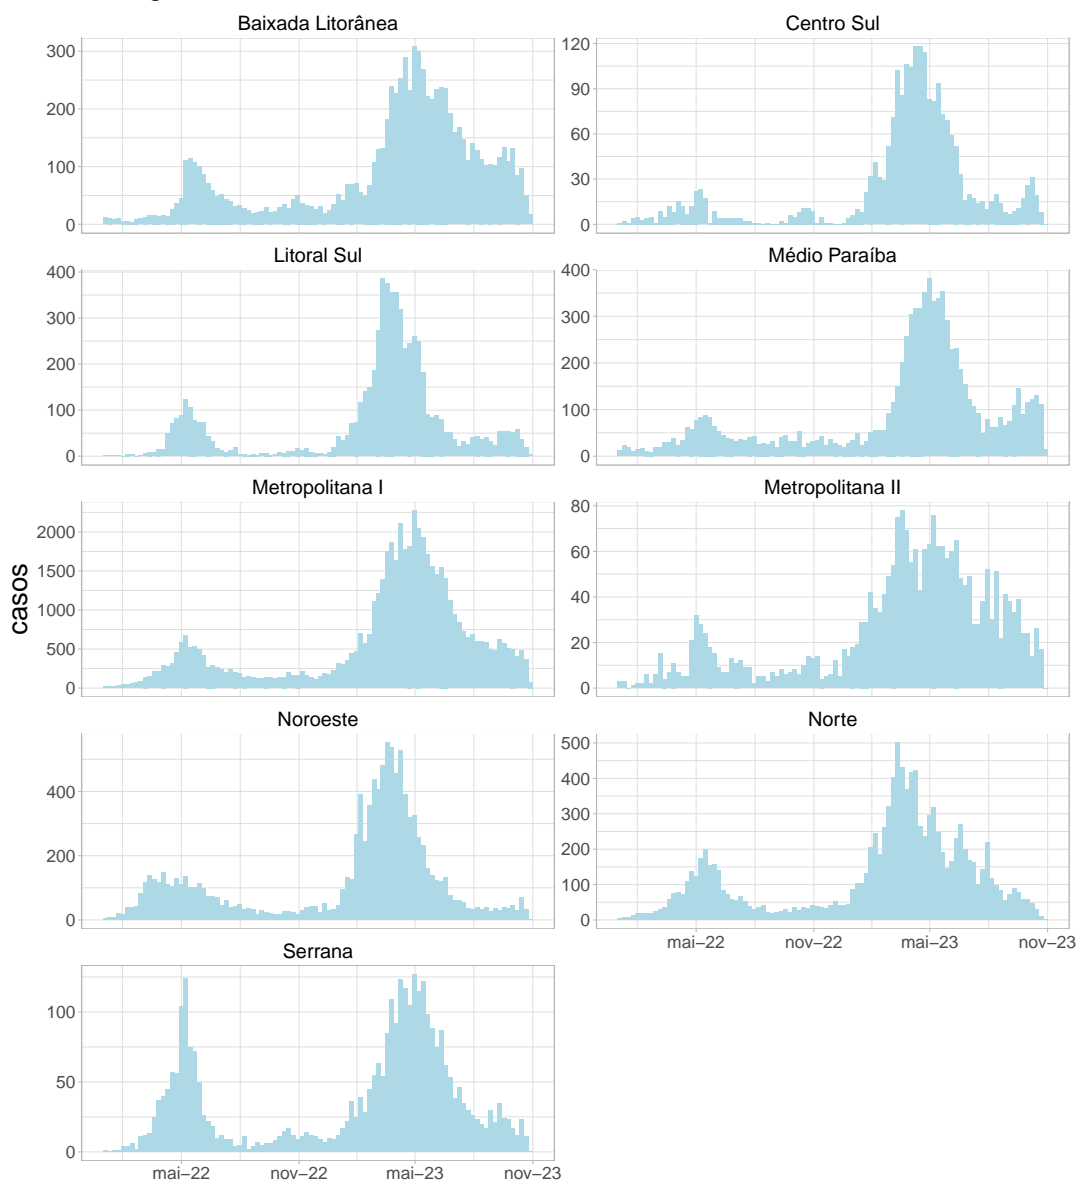 Baixada Litorânea
Centro Sul
300
200
100
0
120
90
60
30
0
Litoral Sul
Médio Paraíba
400
300
200
100
0
400
300
200
100
0
Metropolitana I
Metropolitana II
2000
1500
1000
500
0
80
60
40
20
0
casos
Noroeste
Norte
400
200
0
500
400
300
200
100
0
mai–22
nov–22
mai–23
nov–23
Serrana
100
50
0
mai–22
nov–22
mai–23
nov–23